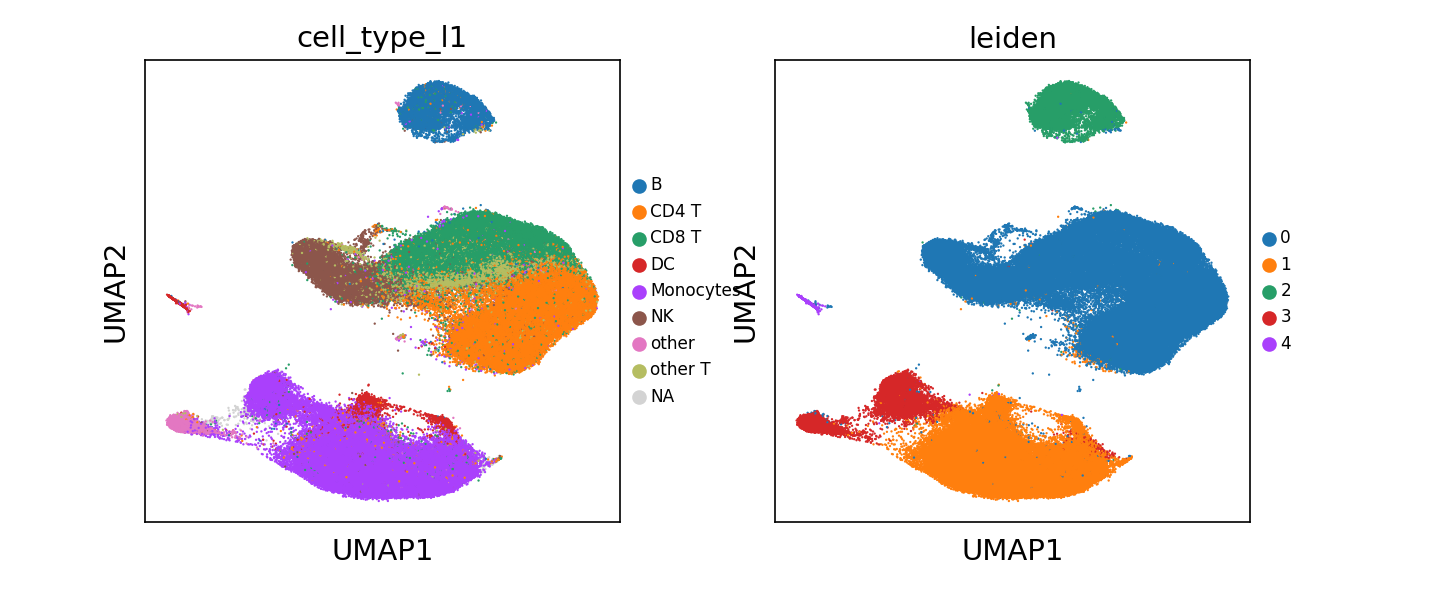 cell_type_l1
leiden
UMAP2
UMAP1
B
CD4 T
CD8 T
DC
Monocytes
NK
other
other T
NA
UMAP2
UMAP1
0
1
2
3
4